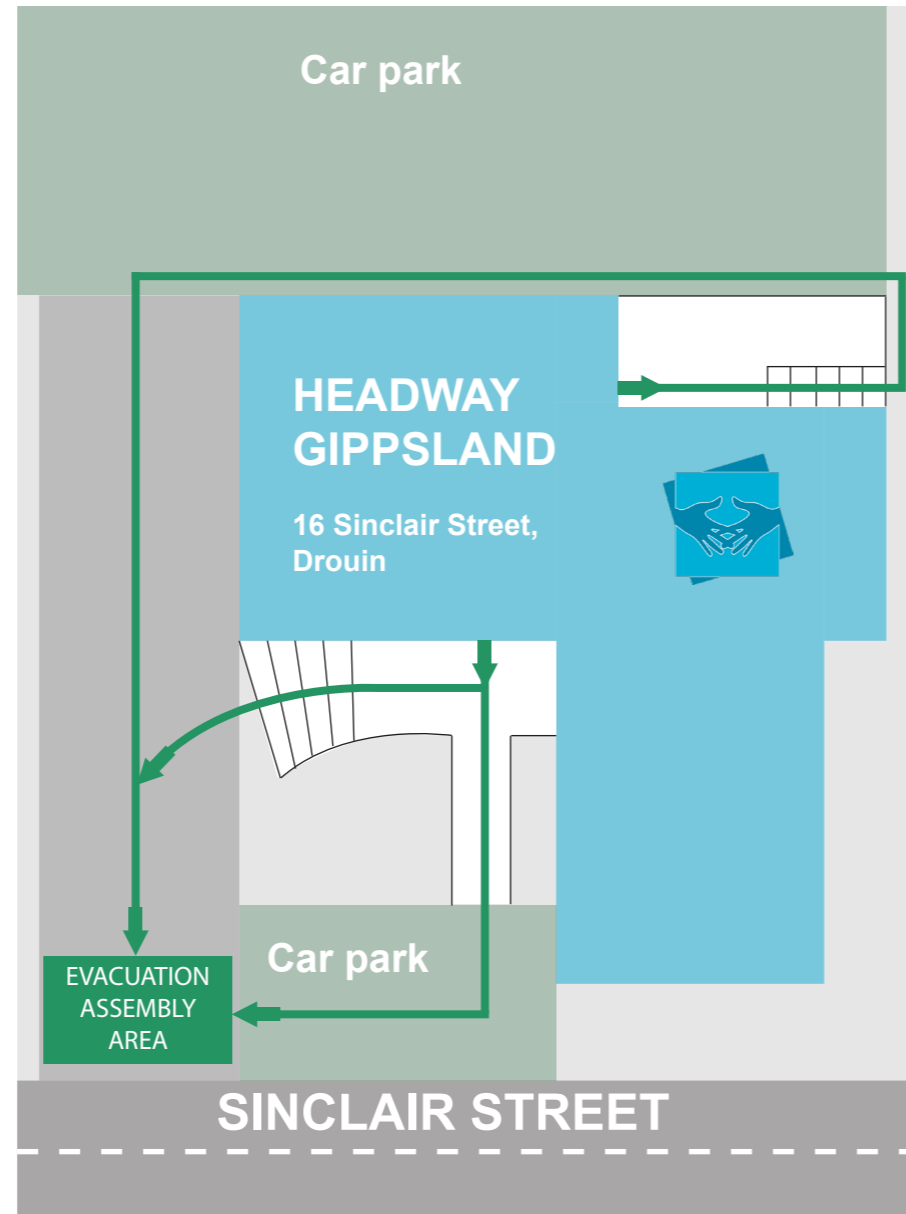 Car park
HEADWAY
GIPPSLAND
16 Sinclair Street,
Drouin
Car park
EVACUATION
ASSEMBLY
AREA
SINCLAIR STREET